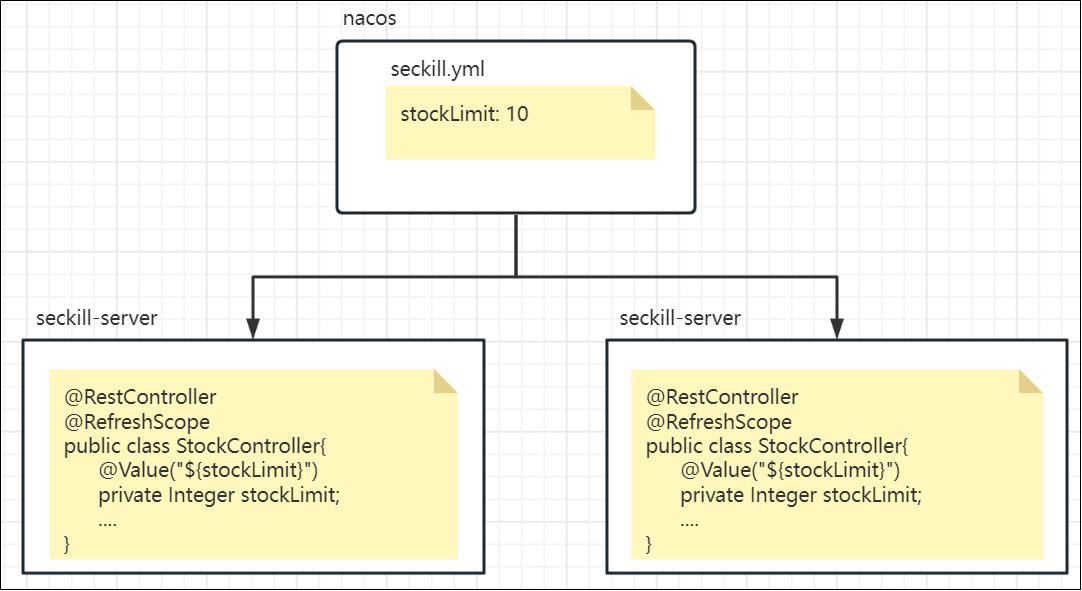 nacos
seckill.yml
stockLimit: 10
seckill-server
@RestController
@RefreshScope
public class StockController{
@Value("${stockLimit}")
private Integer stockLimit;
....
}
seckill-server
@RestController
@RefreshScope
public class StockController{
@Value("${stockLimit}")
private Integer stockLimit;
....
}